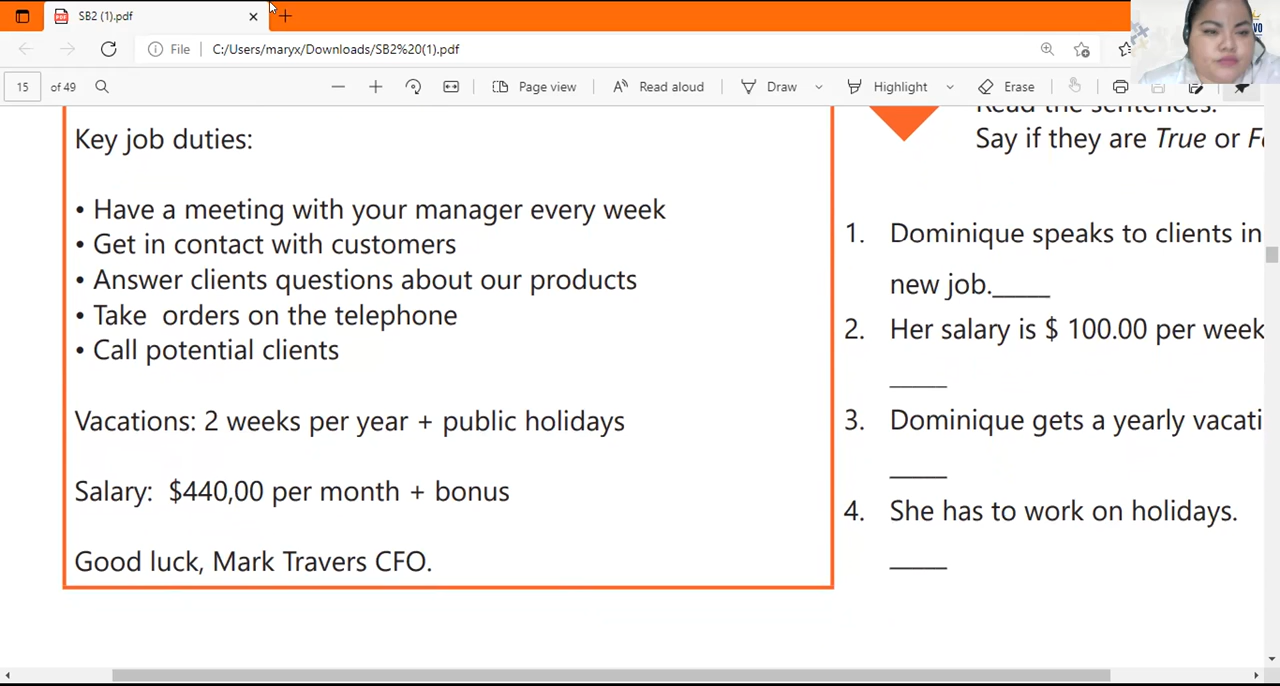 SB2 (1).pdf
File
C:/Users/maryx/Downloads/SB2%20(1).pdf
15 of 49
Page view
Read aloud
Draw
Highlight
Erase
Key job duties:
• Have a meeting with your manager every week
• Get in contact with customers
• Answer clients questions about our products
• Take  orders on the telephone
• Call potential clients
Vacations: 2 weeks per year + public holidays
Salary:  $440,00 per month + bonus
Good luck, Mark Travers CFO.
Read the sentences.
Say if they are True or
1. Dominique speaks to clients in
new job._____
2. Her salary is $ 100.00 per week
_____
3. Dominique gets a yearly
_____
4. She has to work on holidays.
_____